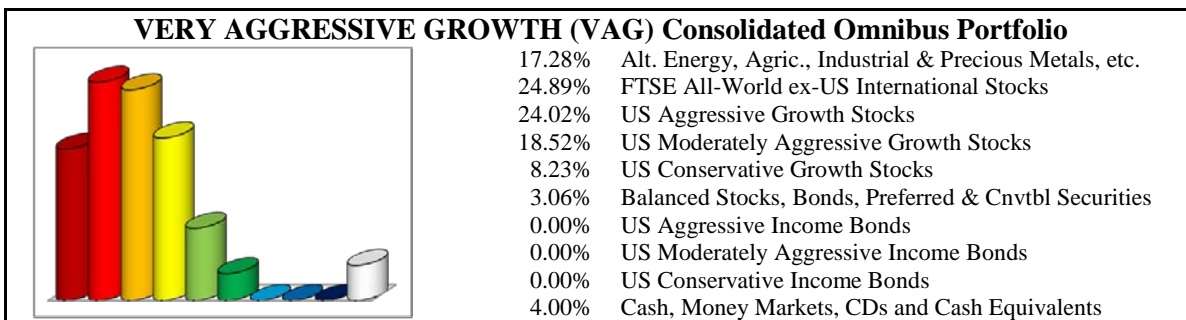 VERY AGGRESSIVE GROWTH (VAG) Consolidated Omnibus Portfolio
17.28% Alt. Energy, Agric., Industrial & Precious Metals, etc.
24.89% FTSE All-World ex-US International Stocks
24.02% US Aggressive Growth Stocks
18.52% US Moderately Aggressive Growth Stocks
8.23% US Conservative Growth Stocks
3.06% Balanced Stocks, Bonds, Preferred & Cnvtbl Securities
0.00% US Aggressive Income Bonds
0.00% US Moderately Aggressive Income Bonds
0.00% US Conservative Income Bonds
4.00% Cash, Money Markets, CDs and Cash Equivalents